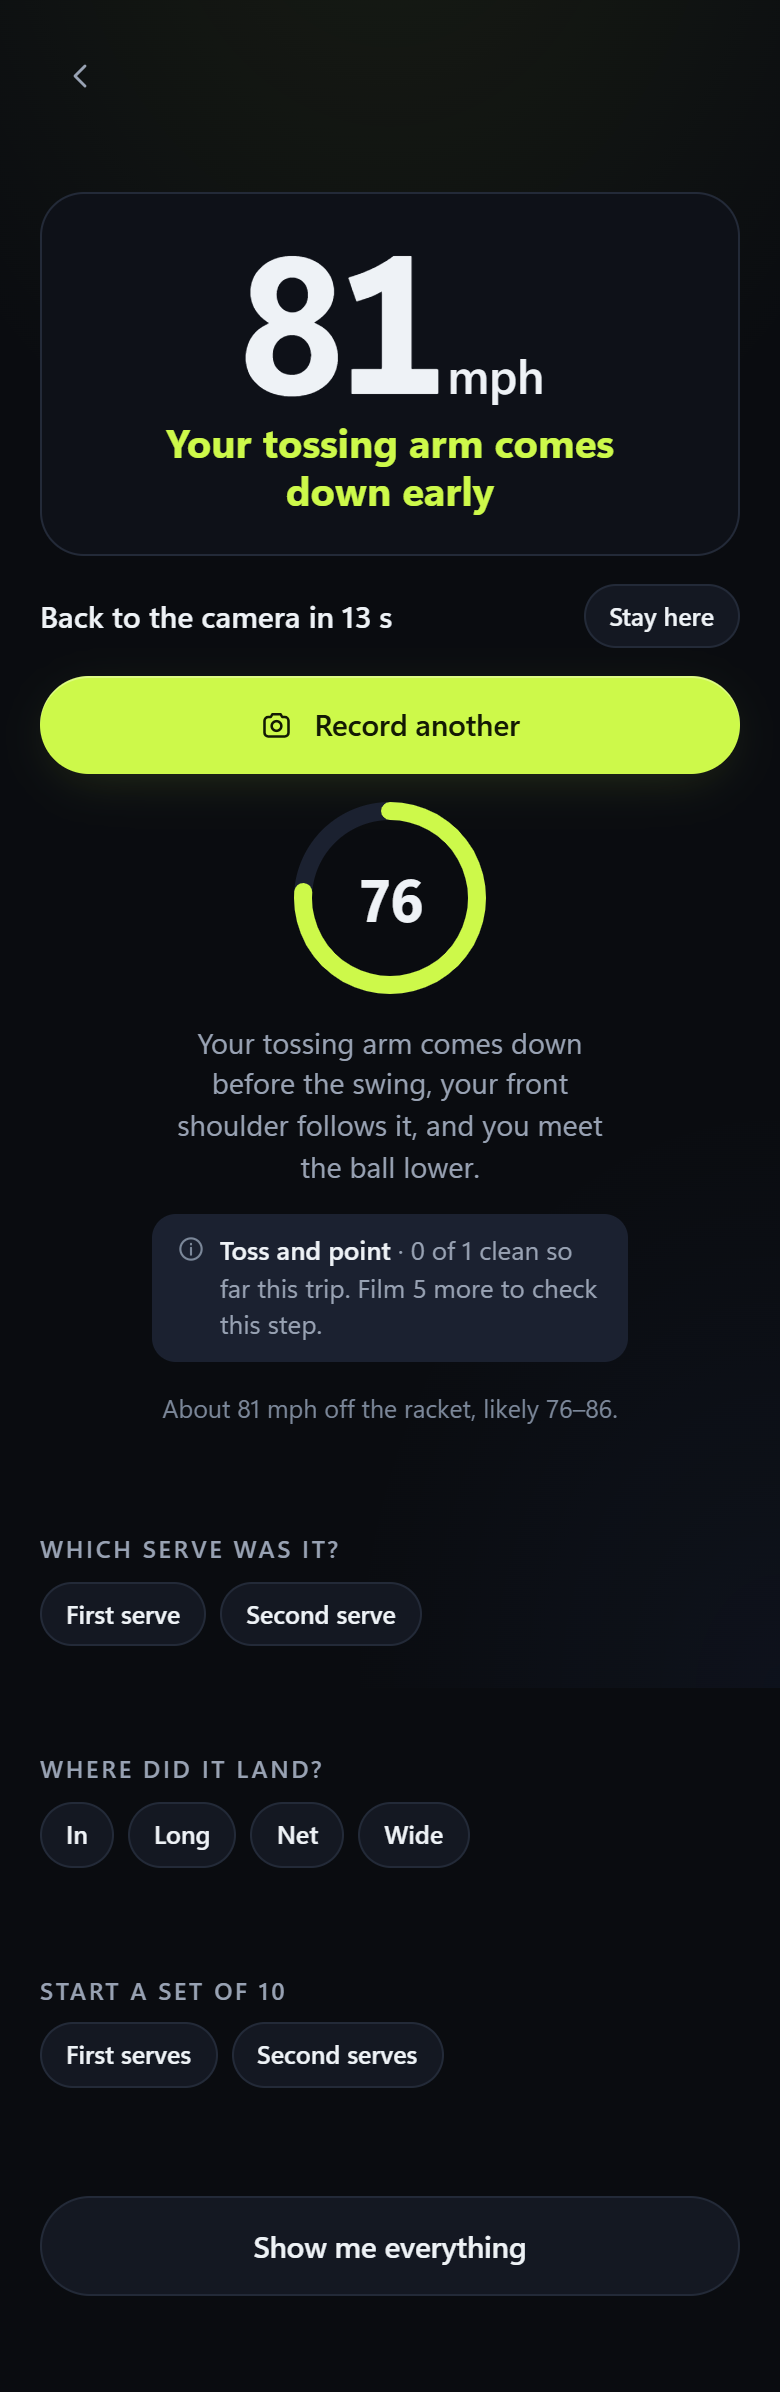 81 mph
Your tossing arm comes
down early
Back to the camera in 13 s
Stay here
Record another
76
Your tossing arm comes down
before the swing, your front
shoulder follows it, and you meet
the ball lower.
Toss and point · 0 of 1 clean so
far this trip. Film 5 more to check
this step.
About 81 mph off the racket, likely 76–86.
WHICH SERVE WAS IT?
First serve
Second serve
WHERE DID IT LAND?
In
Long
Net
Wide
START A SET OF 10
First serves
Second serves
Show me everything